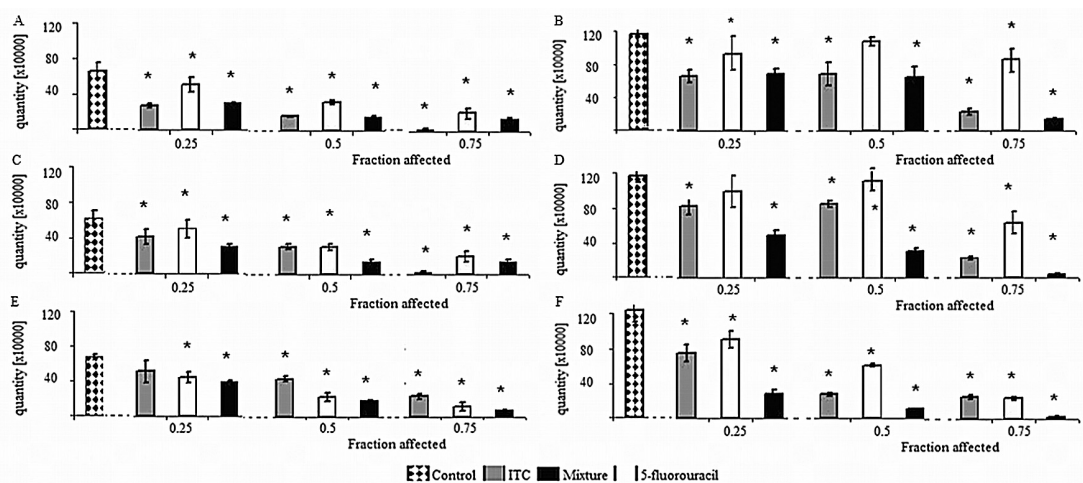 A
quantity [x10000]
120
80
40
* * *
* * *
* * *
0.25 0.5 0.75
Fraction affected
B
quantity [x10000]
120
80
40
* * *
* *
* * *
0.25 0.5 0.75
Fraction affected
C
quantity [x10000]
120
80
40
* * *
* * *
* * *
0.25 0.5 0.75
Fraction affected
D
quantity [x10000]
120
80
40
* *
* * *
* * *
0.25 0.5 0.75
Fraction affected
E
quantity [x10000]
120
80
40
* *
* * *
* * *
0.25 0.5 0.75
Fraction affected
F
quantity [x10000]
120
80
40
* * *
* * *
* * *
0.25 0.5 0.75
Fraction affected
Control ITC Mixture 5-fluorouracil